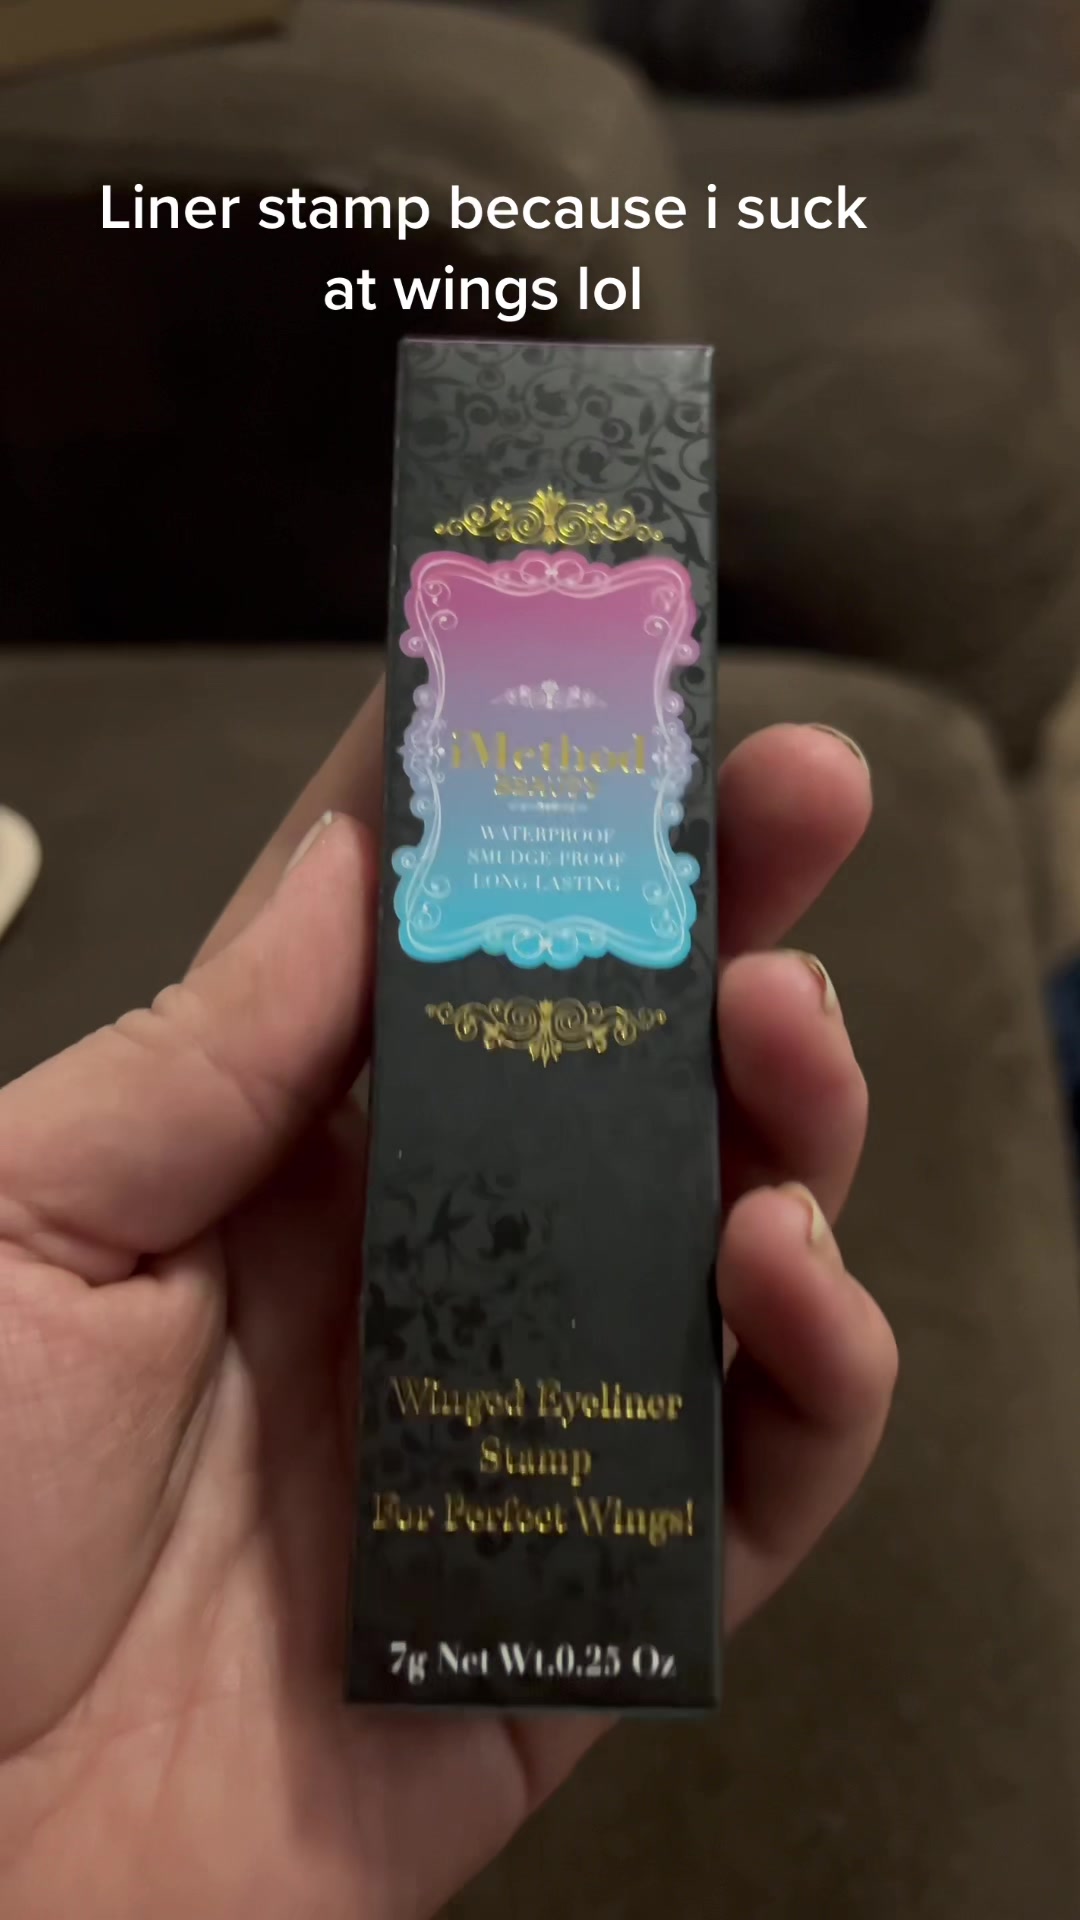 Liner stamp because i suck
at wings lol
iMethod
BEAUTY
WATERPROOF
SMUDGE PROOF
LONG LASTING
Winged Eyeliner
Stamp
For Perfect Wings!
7g Net Wt.0.25 Oz